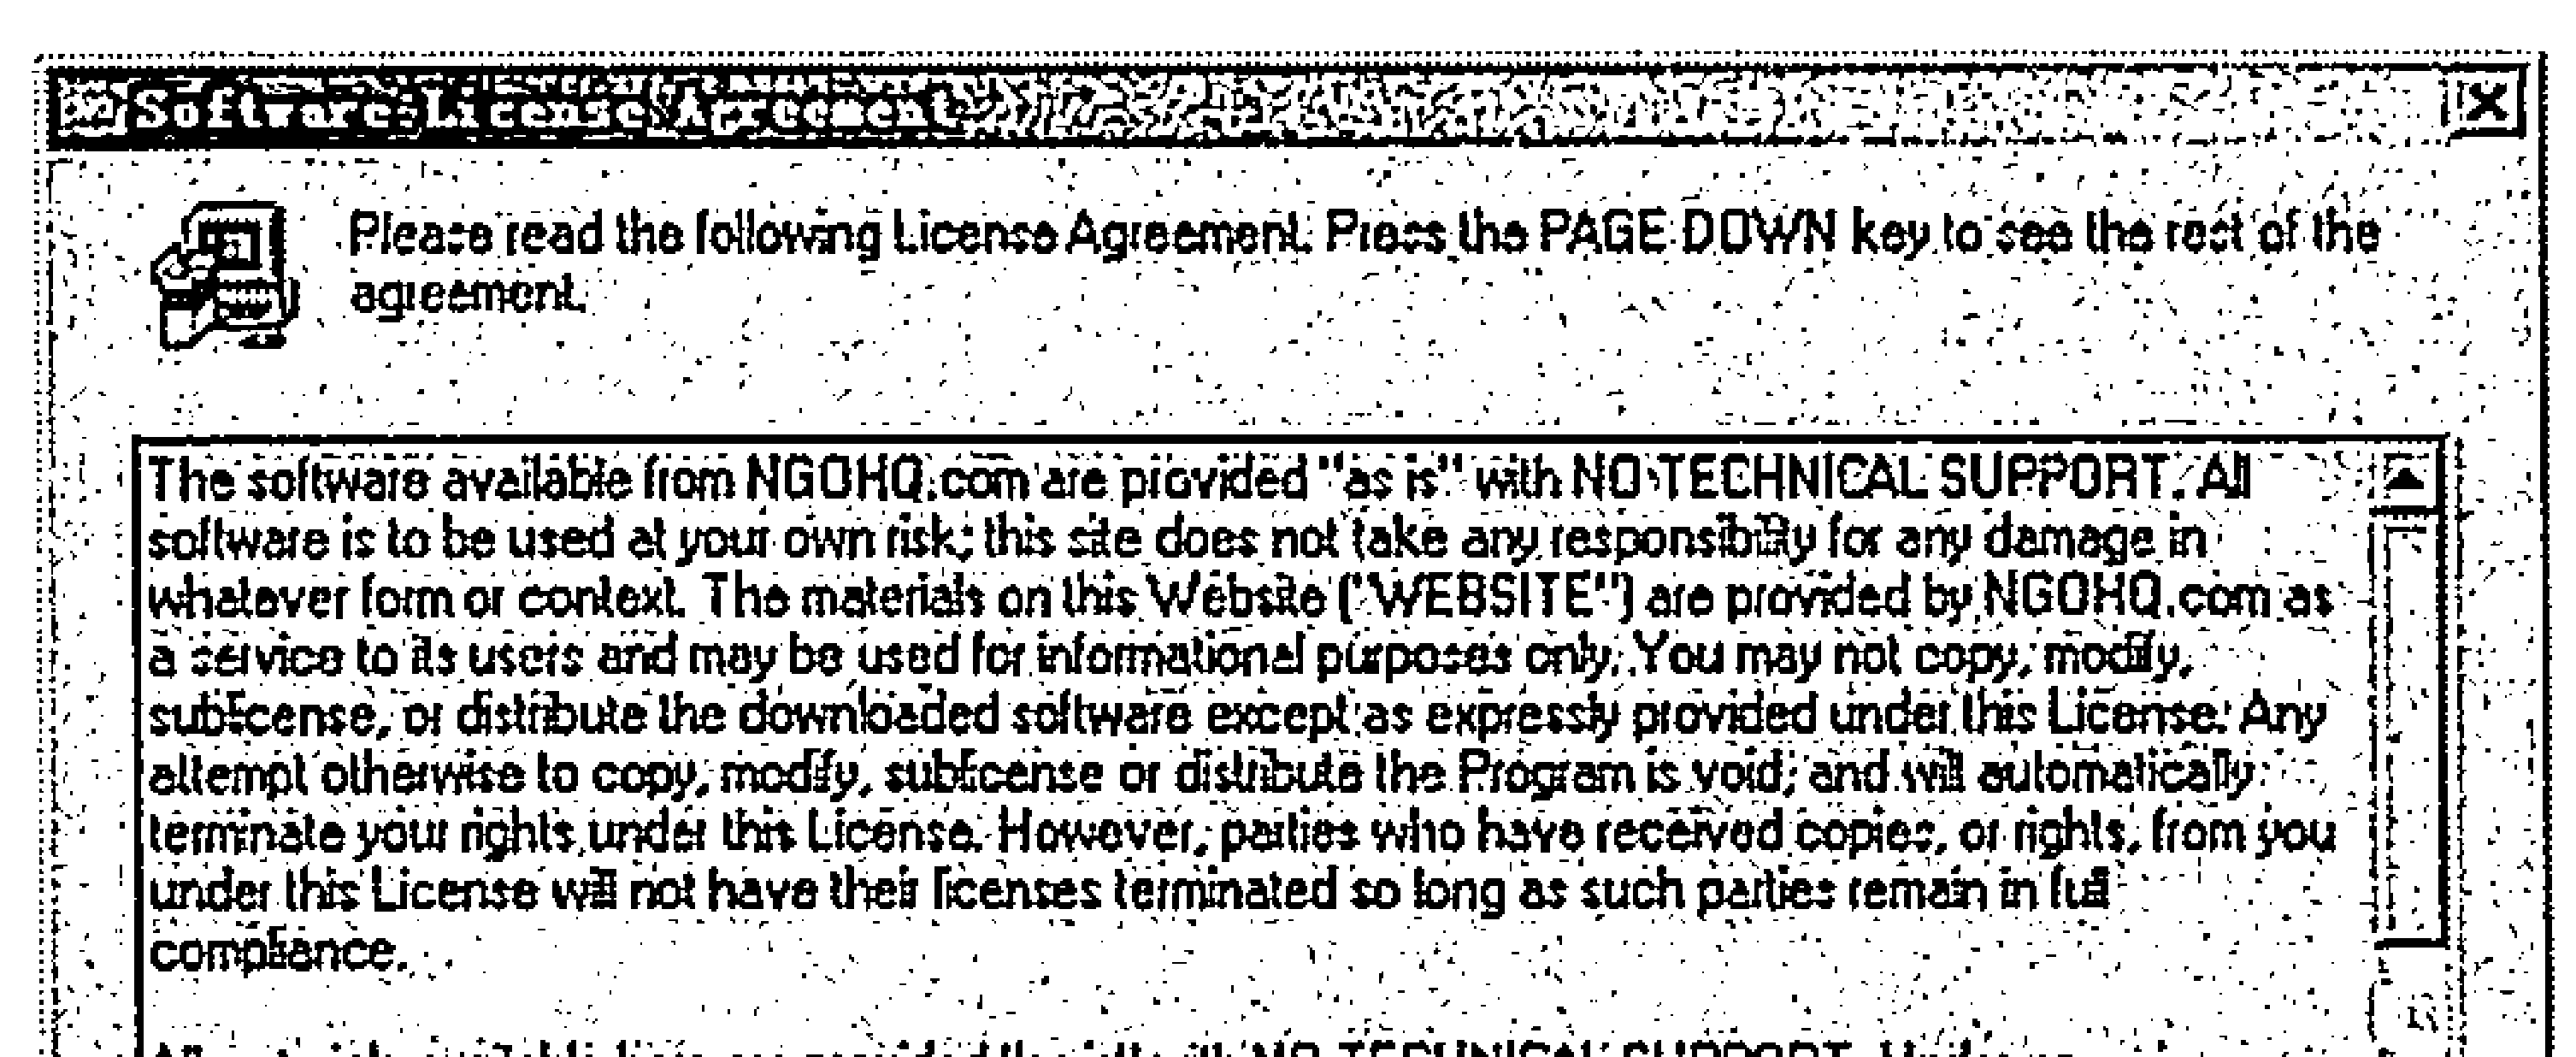 Software License Agreement
Please read the following License Agreement. Press the PAGE DOWN key to see the rest of the
agreement.
The software available from NGOHQ.com are provided "as is" with NO TECHNICAL SUPPORT. All
software is to be used at your own risk; this site does not take any responsibility for any damage in
whatever form or context. The materials on this Website ("WEBSITE") are provided by NGOHQ.com as
a service to its users and may be used for informational purposes only. You may not copy, modify,
sublicense, or distribute the downloaded software except as expressly provided under this License. Any
attempt otherwise to copy, modify, sublicense or distribute the Program is void, and will automatically
terminate your rights under this License. However, parties who have received copies, or rights, from you
under this License will not have their licenses terminated so long as such parties remain in full
compliance.
NO TECHNICAL SUPPORT.